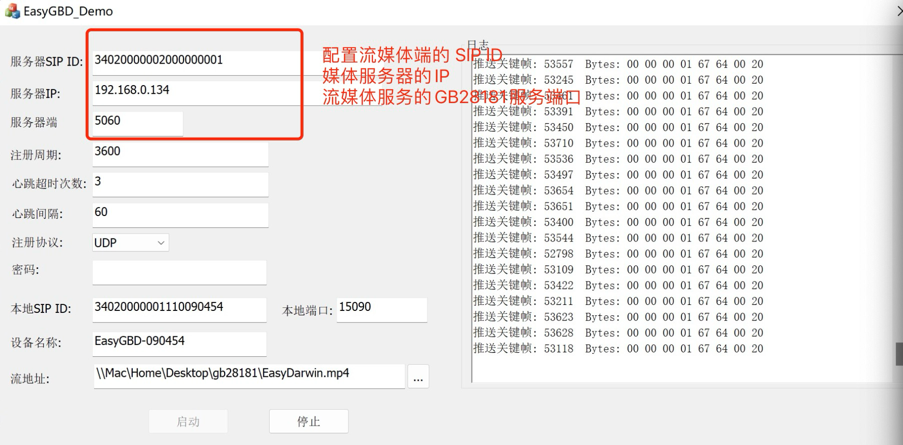 EasyGBD_Demo
服务器SIP ID:
34020000002000000001
服务器IP:
192.168.0.134
服务器端
5060
注册周期:
3600
心跳超时次数:
3
心跳间隔:
60
注册协议:
UDP
密码:
本地SIP ID:
34020000001110090454
本地端口:
15090
设备名称:
EasyGBD-090454
流地址:
\\Mac\Home\Desktop\gb28181\EasyDarwin.mp4
...
启动
停止
配置流媒体端的 SIP ID
媒体服务器的IP
流媒体服务的GB28181服务端口
日志
推送关键帧: 53557 Bytes: 00 00 00 01 67 64 00 20
推送关键帧: 53245 Bytes: 00 00 00 01 67 64 00 20
Bytes: 00 00 00 01 67 64 00 20
推送关键帧: 53391 Bytes: 00 00 00 01 67 64 00 20
推送关键帧: 53450 Bytes: 00 00 00 01 67 64 00 20
推送关键帧: 53710 Bytes: 00 00 00 01 67 64 00 20
推送关键帧: 53536 Bytes: 00 00 00 01 67 64 00 20
推送关键帧: 53497 Bytes: 00 00 00 01 67 64 00 20
推送关键帧: 53654 Bytes: 00 00 00 01 67 64 00 20
推送关键帧: 53651 Bytes: 00 00 00 01 67 64 00 20
推送关键帧: 53400 Bytes: 00 00 00 01 67 64 00 20
推送关键帧: 53544 Bytes: 00 00 00 01 67 64 00 20
推送关键帧: 52798 Bytes: 00 00 00 01 67 64 00 20
推送关键帧: 53109 Bytes: 00 00 00 01 67 64 00 20
推送关键帧: 53422 Bytes: 00 00 00 01 67 64 00 20
推送关键帧: 53211 Bytes: 00 00 00 01 67 64 00 20
推送关键帧: 53623 Bytes: 00 00 00 01 67 64 00 20
推送关键帧: 53628 Bytes: 00 00 00 01 67 64 00 20
推送关键帧: 53118 Bytes: 00 00 00 01 67 64 00 20